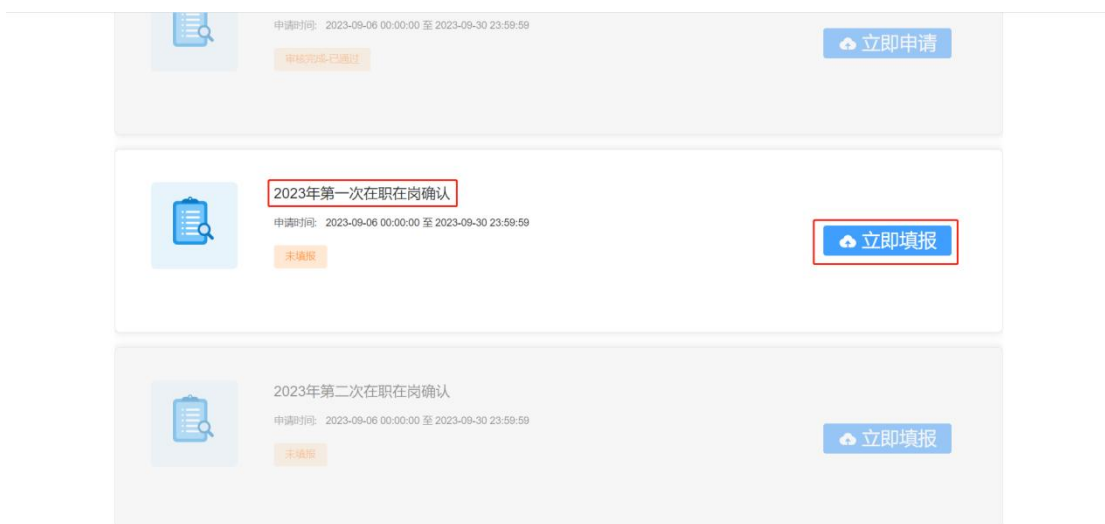 申请时间: 2023-09-06 00:00:00 至 2023-09-30 23:59:59
立即申请
审核完成-已通过
2023年第一次在职在岗确认
申请时间: 2023-09-06 00:00:00 至 2023-09-30 23:59:59
立即填报
未填报
2023年第二次在职在岗确认
申请时间: 2023-09-06 00:00:00 至 2023-09-30 23:59:59
立即填报
未填报